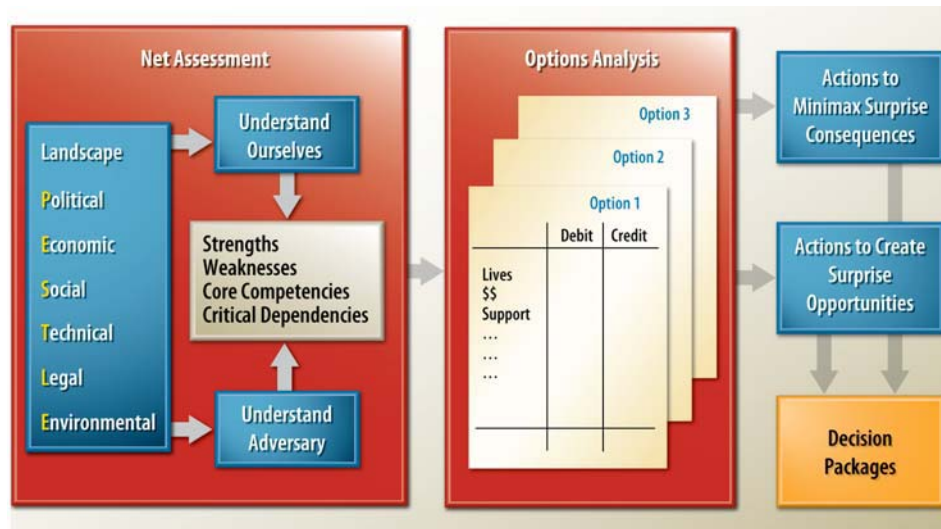 Net Assessment
Landscape
Political
Economic
Social
Technical
Legal
Environmental
Understand
Ourselves
Strengths
Weaknesses
Core Competencies
Critical Dependencies
Understand
Adversary
Options Analysis
Option 3
Option 2
Option 1
Debit Credit
Lives
$$
Support
…
…
…
Actions to
Minimax Surprise
Consequences
Actions to Create
Surprise
Opportunities
Decision
Packages